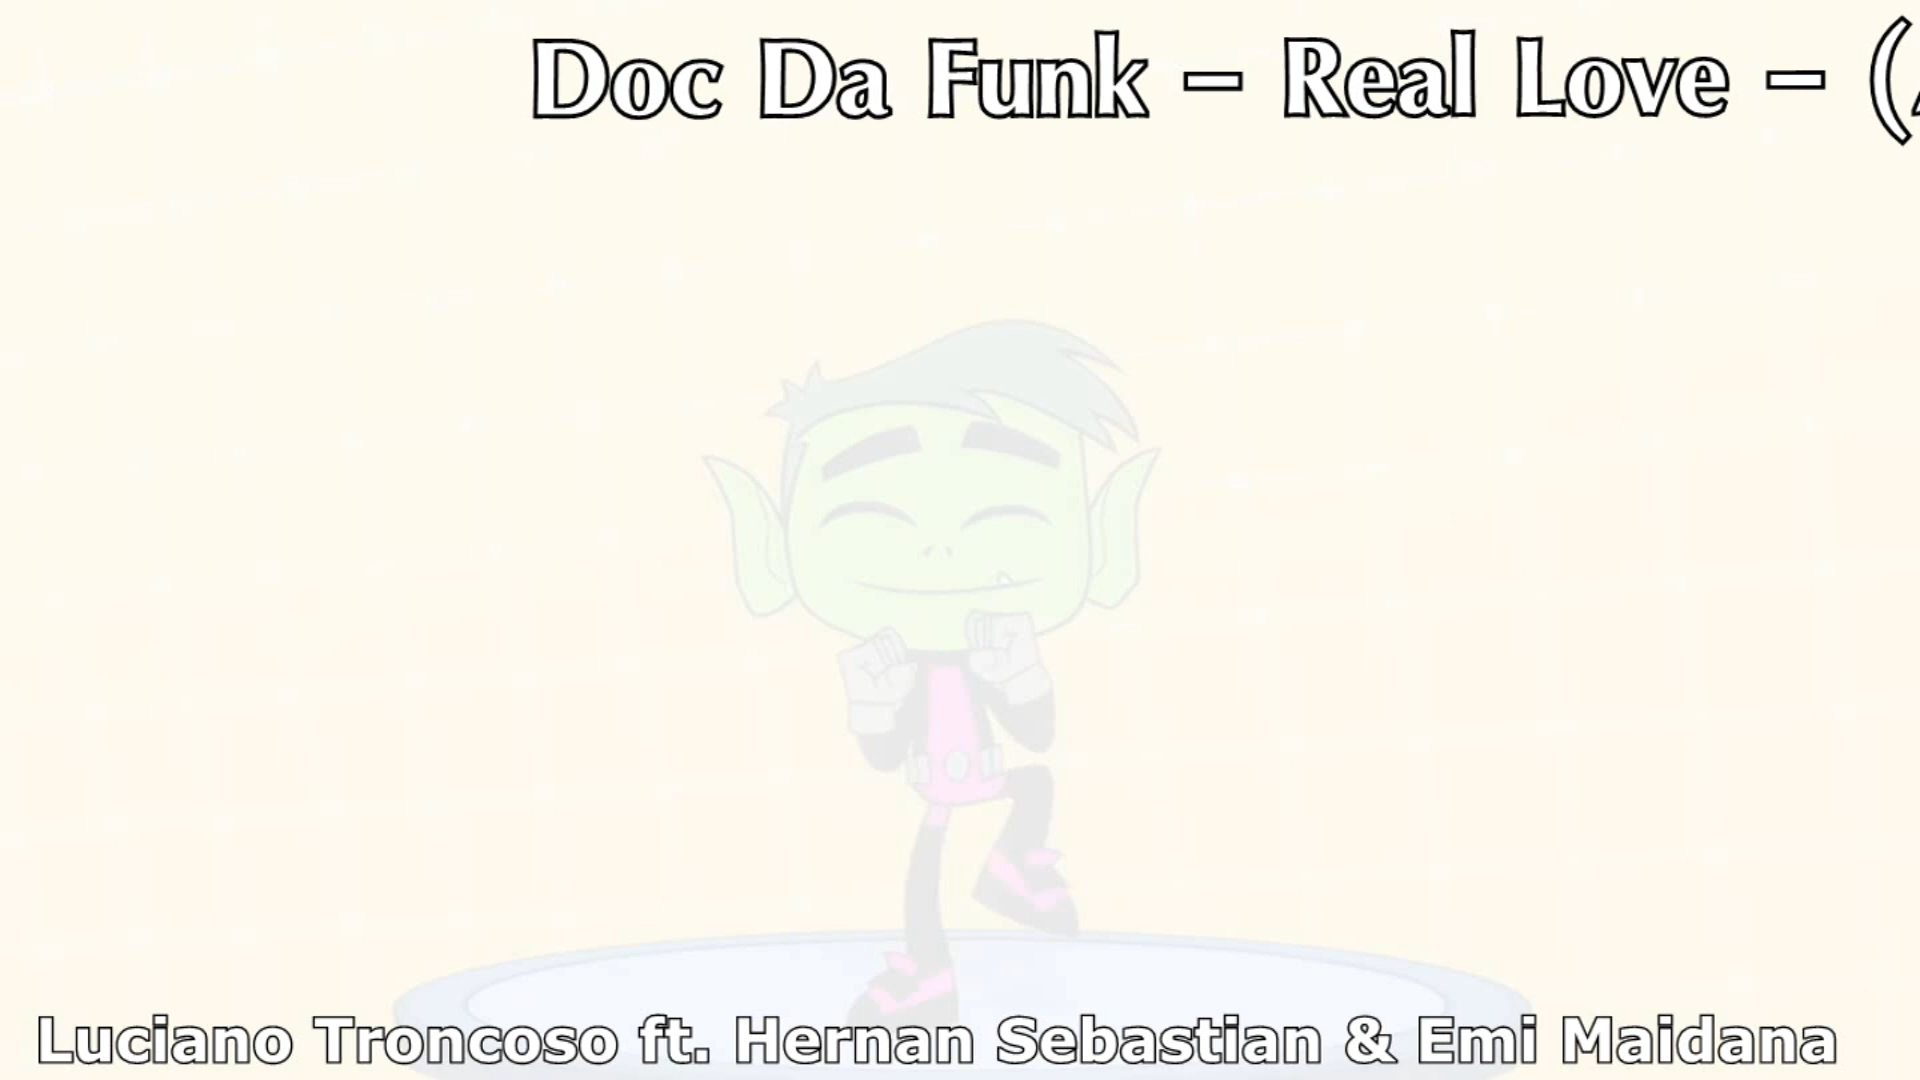 Doc Da Funk - Real Love - (
Luciano Troncoso ft. Hernan Sebastian & Emi Maidana